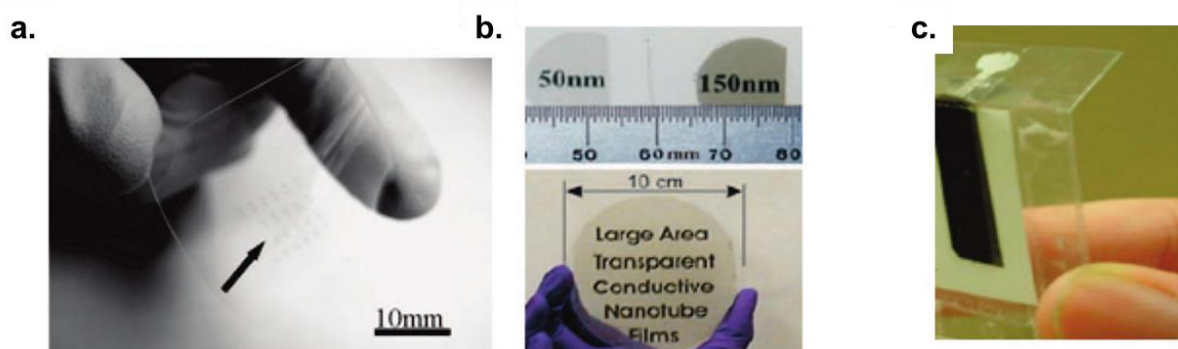 a.
10mm
b.
50nm
150nm
50 60 mm 70 80
10 cm
Large Area
Transparent
Conductive
Nanotube
Films
c.